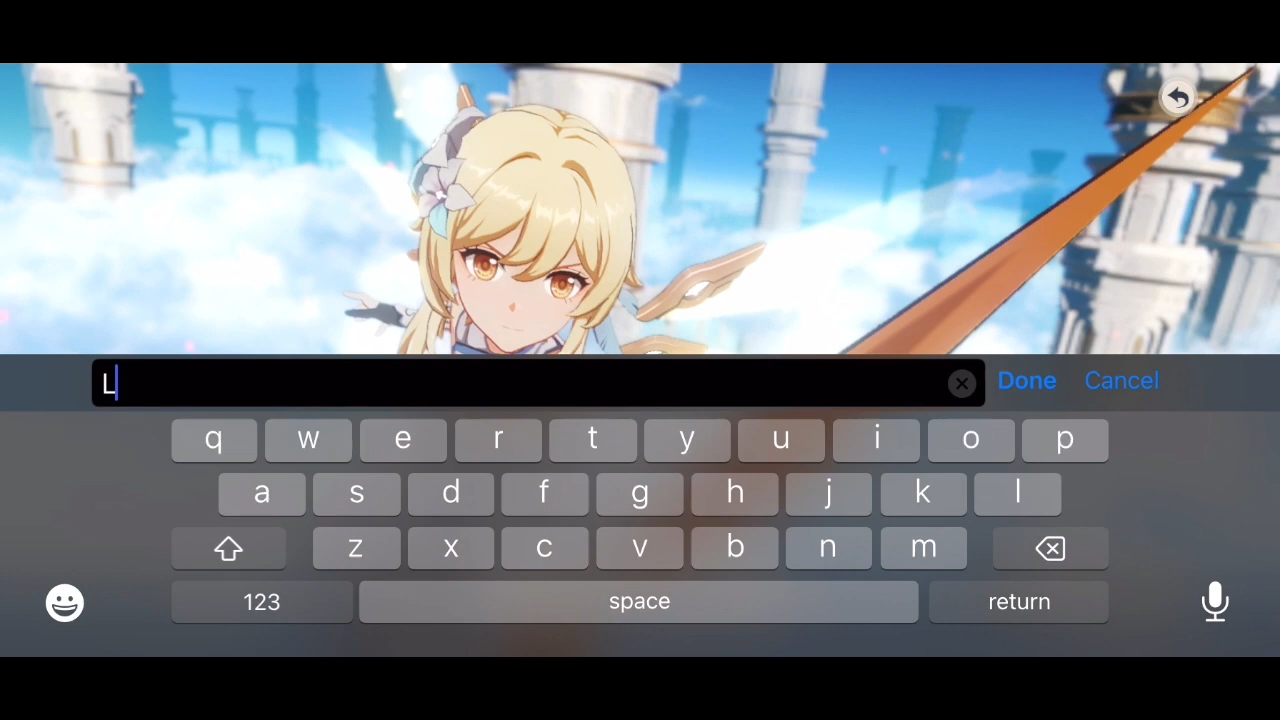 L
Done Cancel
q w e r t y u i o p
a s d f g h j k l
z x c v b n m
123 space return